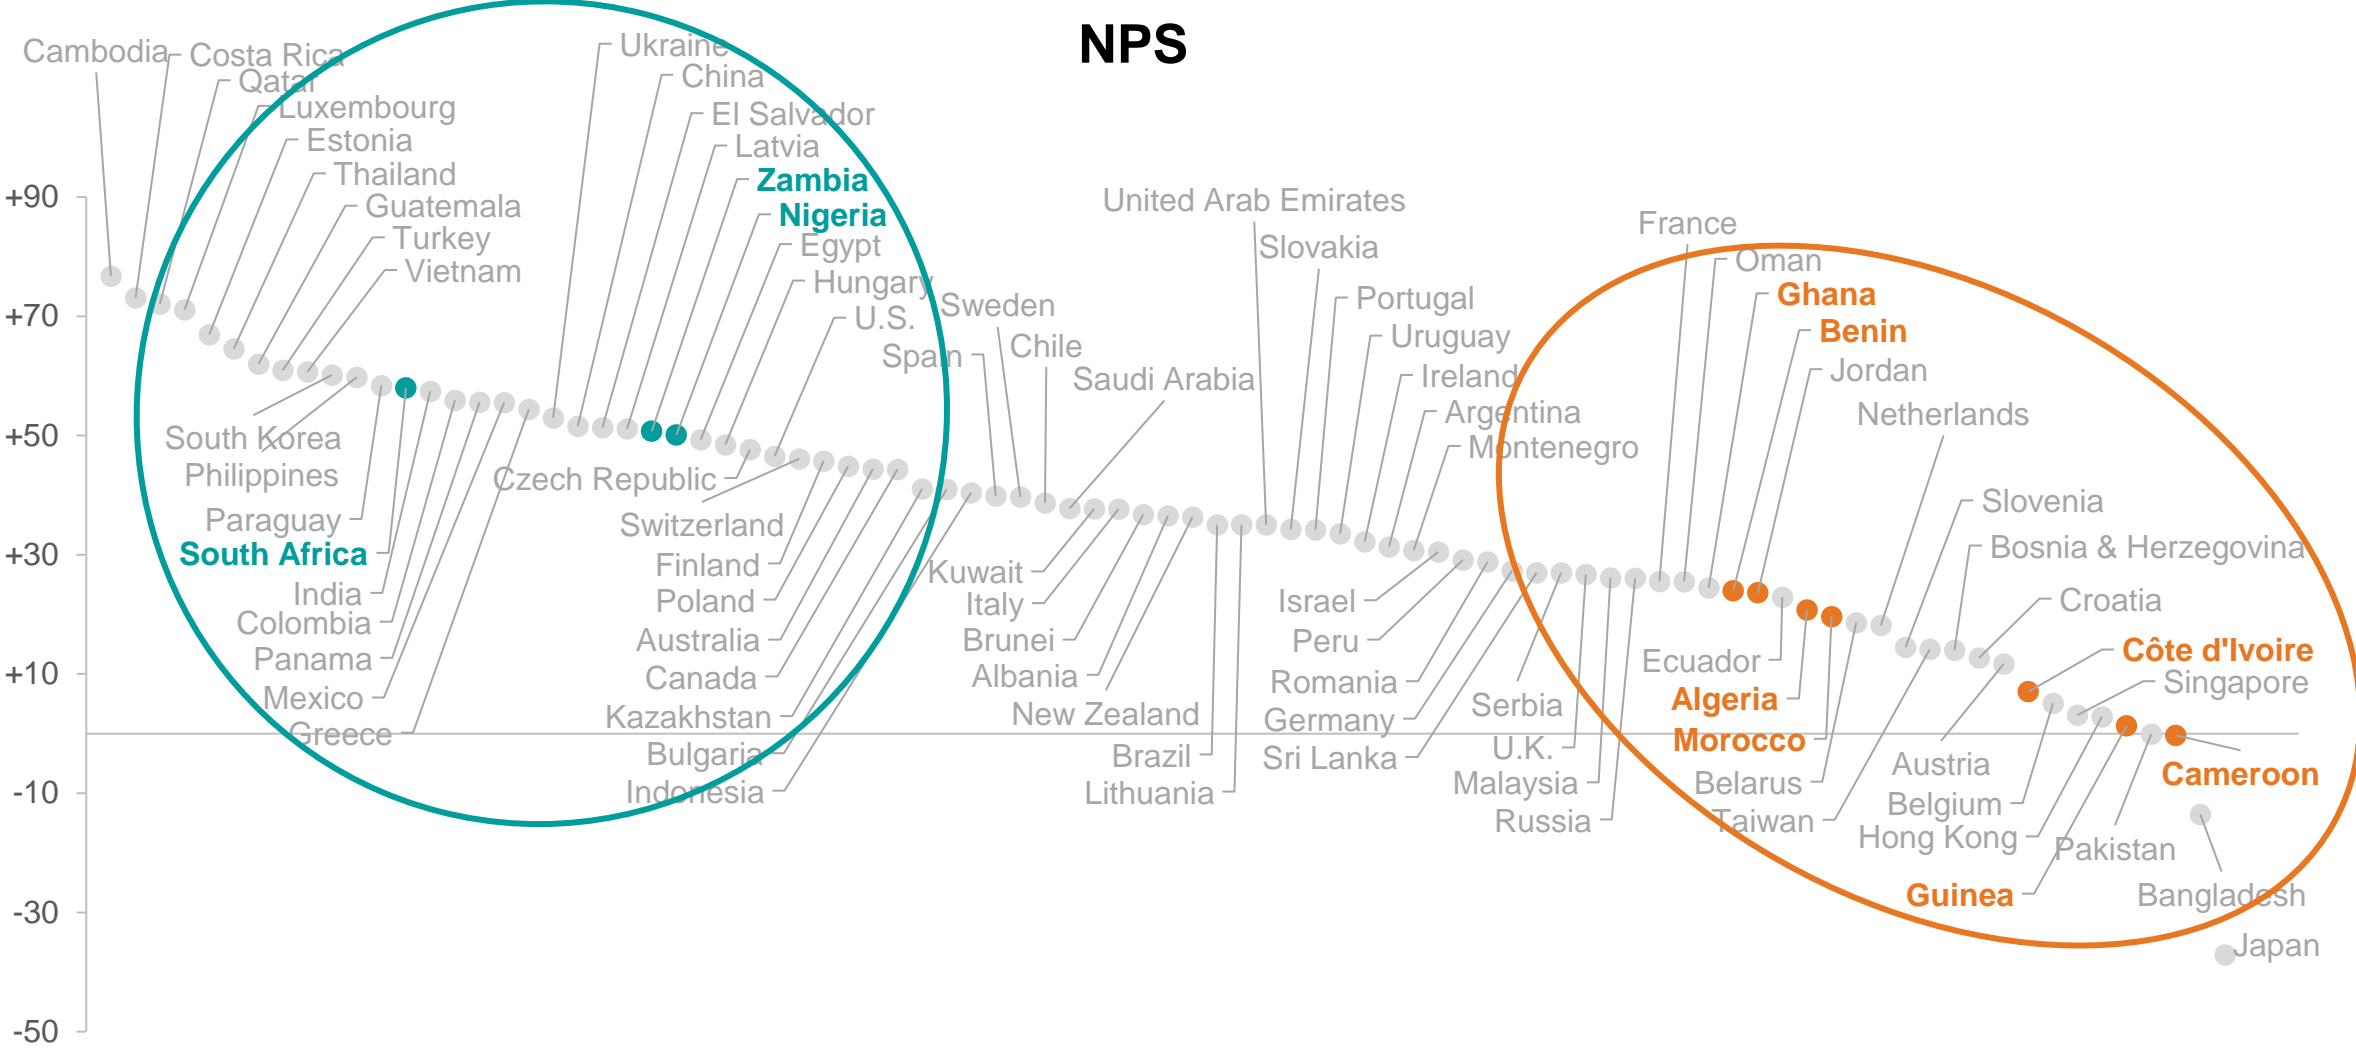 NPS
Cambodia
Costa Rica
Qatar
Luxembourg
Estonia
Thailand
Guatemala
Turkey
Vietnam
Ukraine
China
El Salvador
Latvia
Zambia
Nigeria
Egypt
Hungary
U.S.
Spain
Sweden
Chile
Saudi Arabia
United Arab Emirates
Slovakia
Portugal
Uruguay
Ireland
Argentina
Montenegro
France
Oman
Ghana
Benin
Jordan
Netherlands
Slovenia
Bosnia & Herzegovina
Croatia
Côte d'Ivoire
Singapore
+90
+70
+50
+30
+10
-10
-30
-50
South Korea
Philippines
Paraguay
South Africa
India
Colombia
Panama
Mexico
Greece
Czech Republic
Switzerland
Finland
Poland
Australia
Canada
Kazakhstan
Bulgaria
Indonesia
Kuwait
Italy
Brunei
Albania
New Zealand
Brazil
Lithuania
Israel
Peru
Romania
Germany
Sri Lanka
Serbia
U.K.
Malaysia
Russia
Ecuador
Algeria
Morocco
Belarus
Taiwan
Austria
Belgium
Hong Kong
Guinea
Pakistan
Cameroon
Bangladesh
Japan